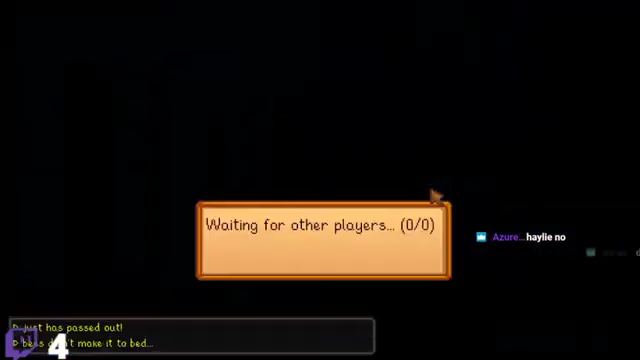 Waiting for other players... (0/0)
Azure... haylie no
just has passed out!
make it to bed...
4